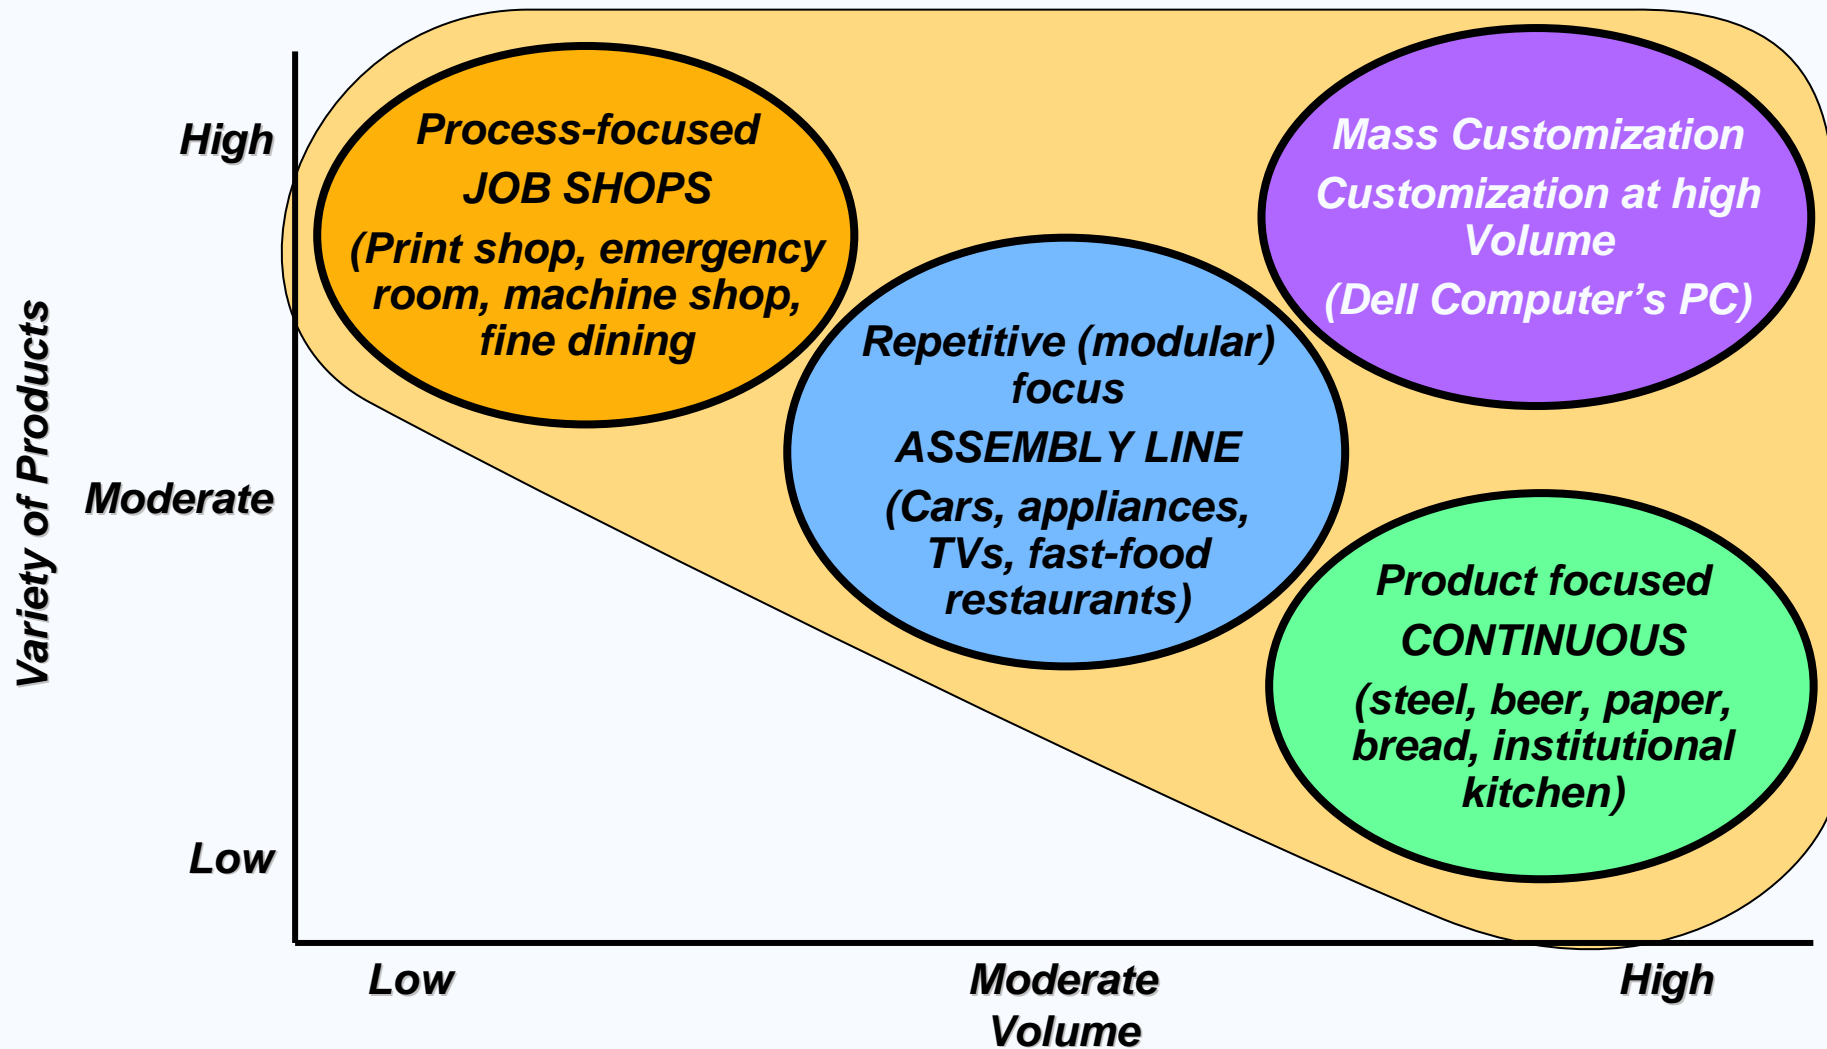 Variety of Products
High
Moderate
Low
Process-focused
JOB SHOPS
(Print shop, emergency
room, machine shop,
fine dining
Repetitive (modular)
focus
ASSEMBLY LINE
(Cars, appliances,
TVs, fast-food
restaurants)
Mass Customization
Customization at high
Volume
(Dell Computer’s PC)
Product focused
CONTINUOUS
(steel, beer, paper,
bread, institutional
kitchen)
Low
Moderate
High
Volume